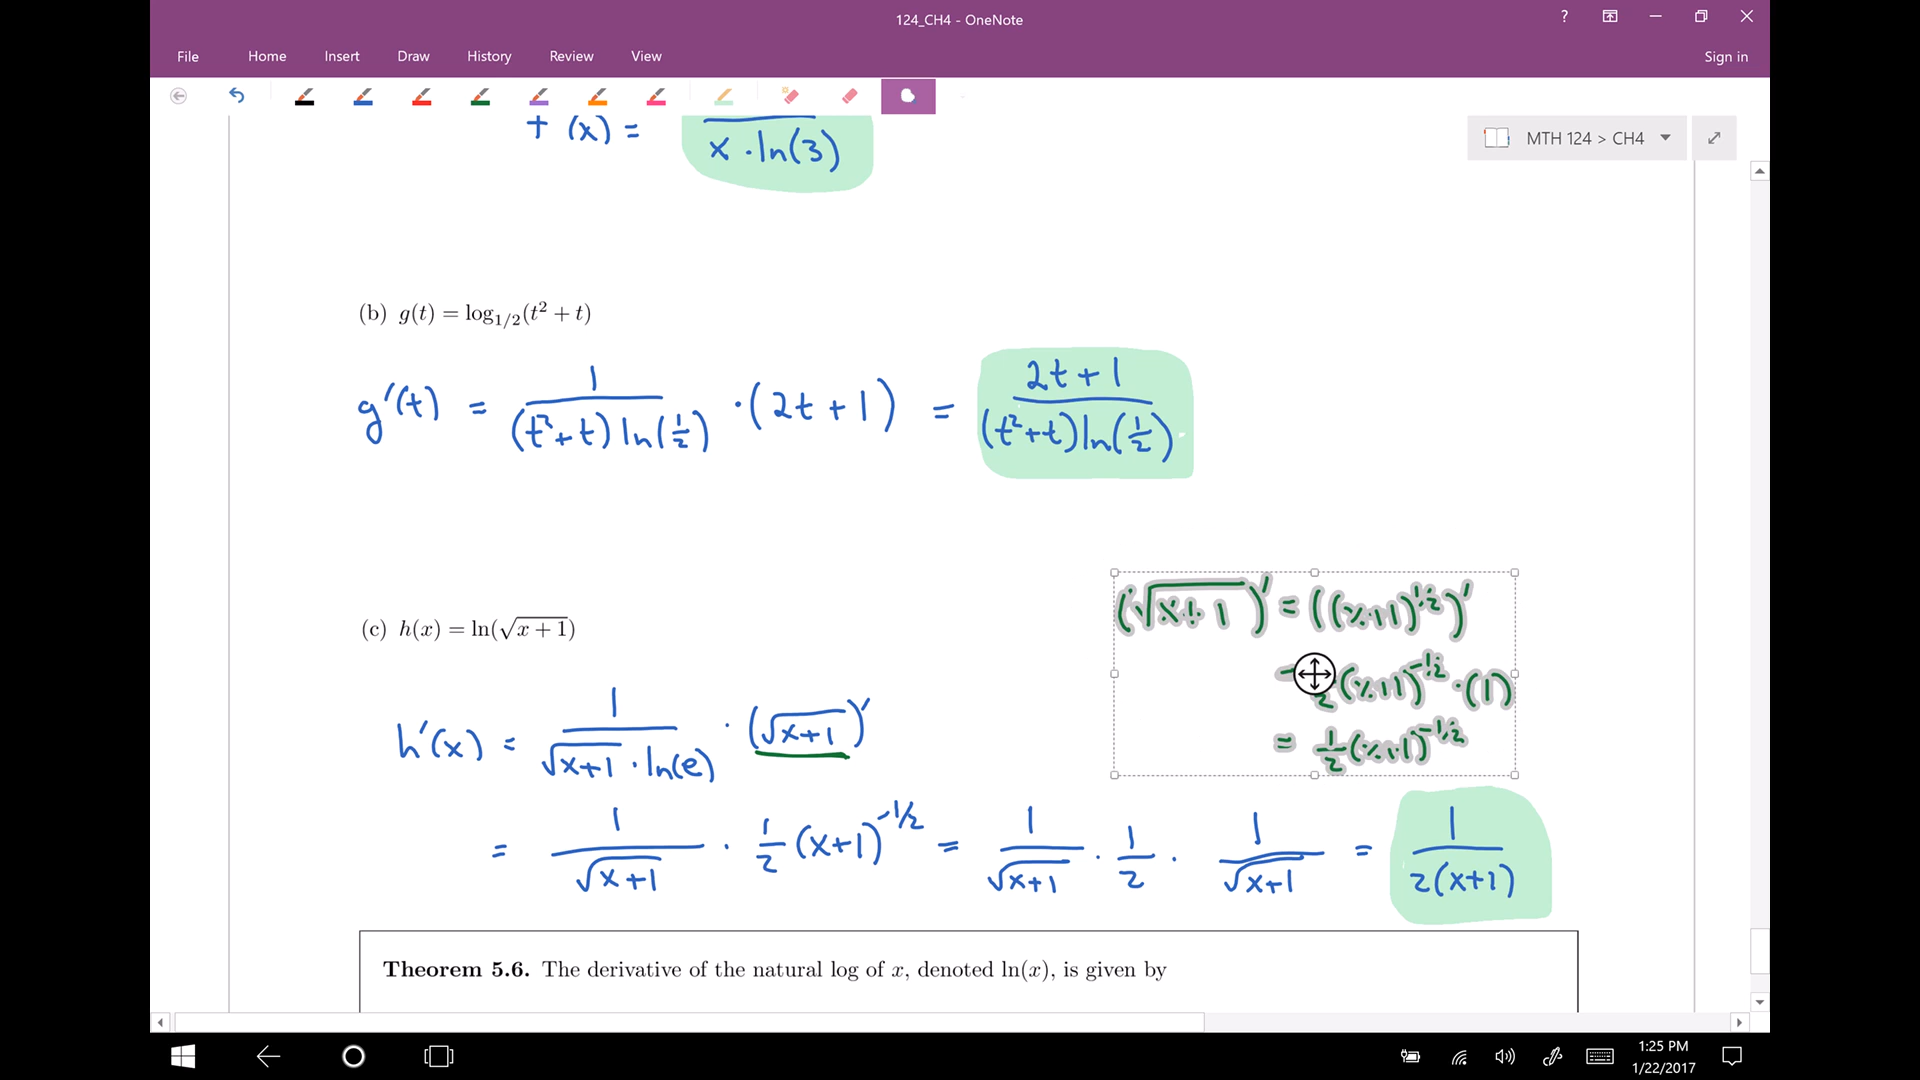 124_CH4 - OneNote
?
File Home Insert Draw History Review View Sign in
MTH 124 > CH4
(x) =
x · ln(3)
(b) g(t) = log_{1/2}(t² + t)
g'(t) = 1/((t²+t) ln(1/2)) · (2t+1) = (2t+1)/((t²+t) ln(1/2))
(√(x+1))' = ((x+1)^{1/2})'
(c) h(x) = ln(√(x+1))
2 (x+1)^{-1/2} · (1)
h'(x) = 1/(√(x+1) · ln(e)) · (√(x+1))'
= 1/2 (x+1)^{-1/2}
= 1/√(x+1) · 1/2 (x+1)^{-1/2} = 1/√(x+1) · 1/2 · 1/√(x+1) = 1/(2(x+1))
Theorem 5.6. The derivative of the natural log of x, denoted ln(x), is given by
1:25 PM
1/22/2017